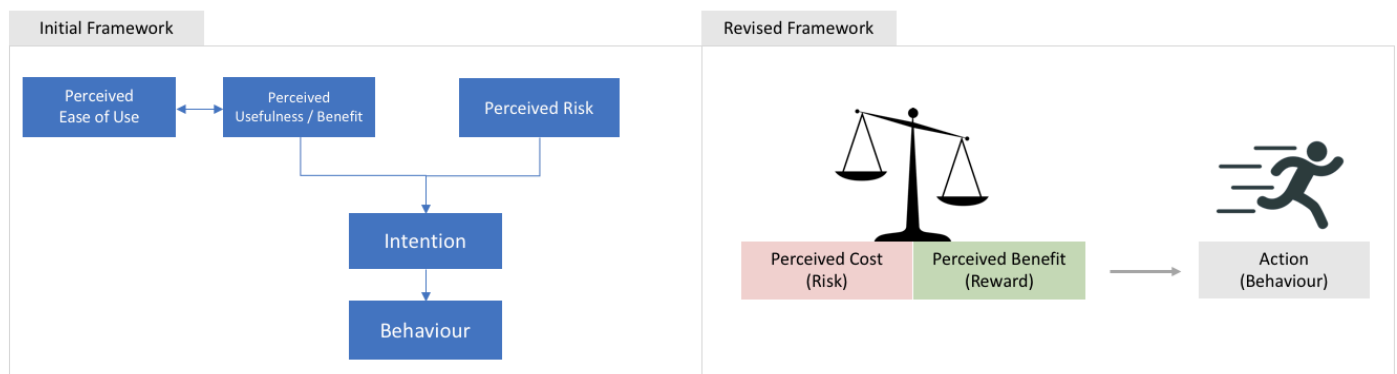 Initial Framework
Perceived
Ease of Use
Perceived
Usefulness / Benefit
Perceived Risk
Intention
Behaviour
Revised Framework
Perceived Cost
(Risk)
Perceived Benefit
(Reward)
Action
(Behaviour)